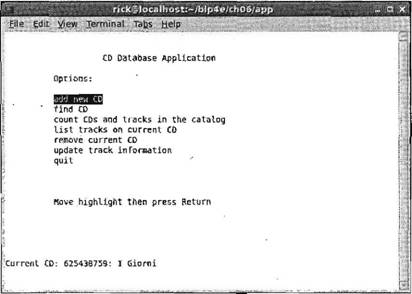 rick@localhost:~/blp4e/ch06/app
File Edit View Terminal Tabs Help
CD Database Application
Options:
add new CD
find CD
count CDs and tracks in the catalog
list tracks on current CD
remove current CD
update track information
quit
Move highlight then press Return
Current CD: 625438759: I Giorni